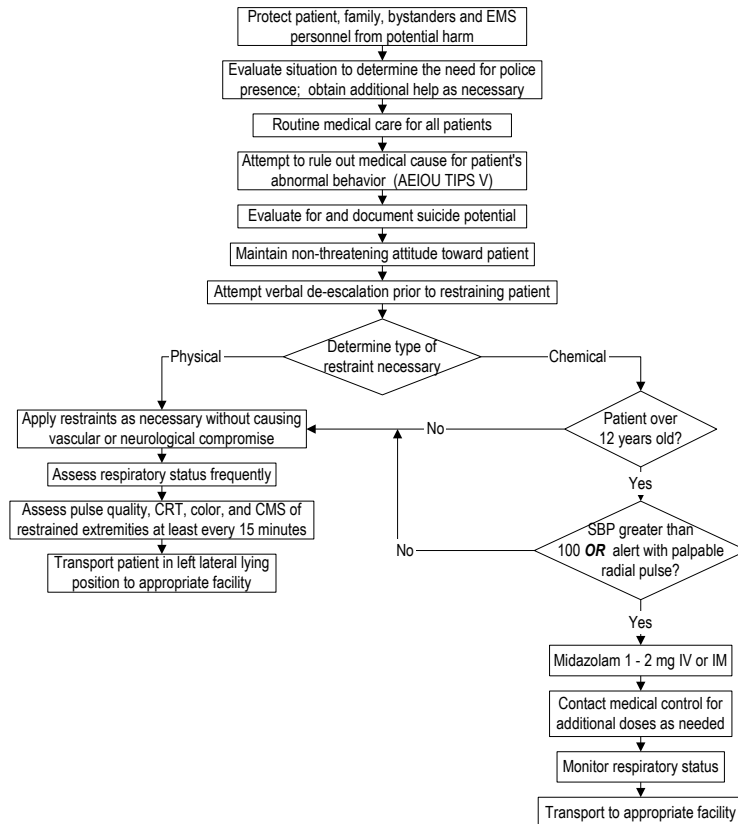 Protect patient, family, bystanders and EMS
personnel from potential harm
Evaluate situation to determine the need for police
presence; obtain additional help as necessary
Routine medical care for all patients
Attempt to rule out medical cause for patient's
abnormal behavior (AEIOU TIPS V)
Evaluate for and document suicide potential
Maintain non-threatening attitude toward patient
Attempt verbal de-escalation prior to restraining patient
Determine type of
restraint necessary
Physical
Chemical
Apply restraints as necessary without causing
vascular or neurological compromise
Assess respiratory status frequently
Assess pulse quality, CRT, color, and CMS of
restrained extremities at least every 15 minutes
Transport patient in left lateral lying
position to appropriate facility
Patient over
12 years old?
No
Yes
SBP greater than
100 OR alert with palpable
radial pulse?
No
Yes
Midazolam 1 - 2 mg IV or IM
Contact medical control for
additional doses as needed
Monitor respiratory status
Transport to appropriate facility